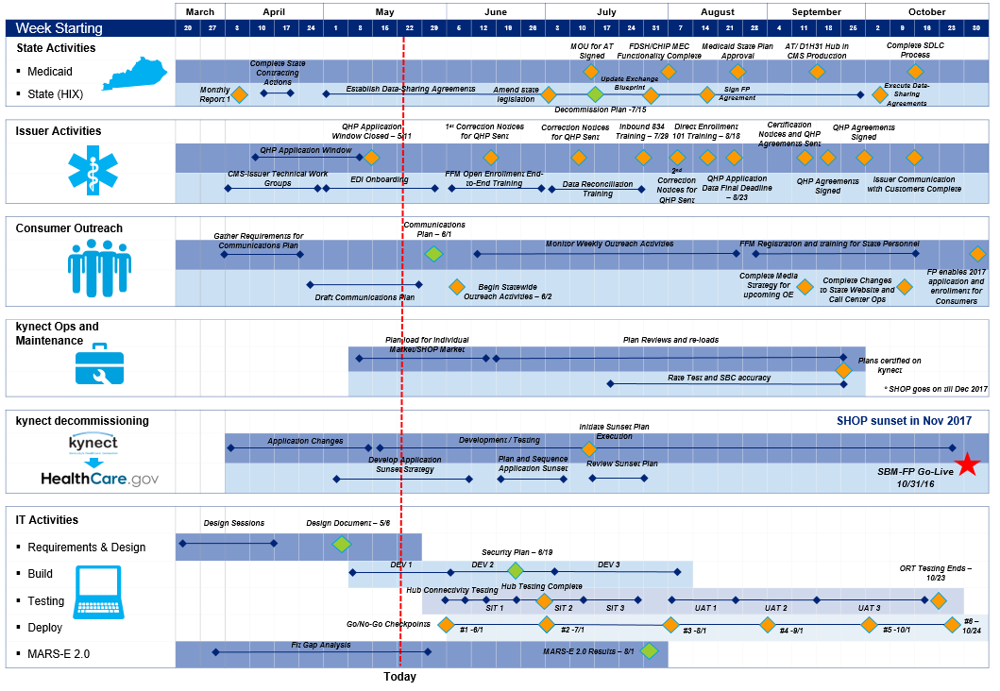 March April May June July August September October
Week Starting 20 27 3 10 17 24 1 8 15 22 29 5 12 19 26 3 10 17 24 31 7 14 21 28 4 11 18 25 2 9 16 23 30
State Activities
MOU for AT
Signed
FDSH/CHIP MEC
Functionality Complete
Medicaid State Plan
Approval
AT/ D1H31 Hub in
CMS Production
Complete SDLC
Process
Medicaid
Complete State
Contracting
Actions
State (HIX)
Monthly
Report 1
Establish Data-Sharing Agreements
Amend state
legislation
Update Exchange
Blueprint
Sign FP
Agreement
Execute Data-
Sharing
Agreements
Decommission Plan -7/15
Issuer Activities
QHP Application
Window Closed – 5/11
1st Correction Notices
for QHP Sent
Correction Notices
for QHP Sent
Inbound 834
Training – 7/29
Direct Enrollment
101 Training – 8/18
Certification
Notices and QHP
Agreements Sent
QHP Agreements
Signed
QHP Application Window
CMS-Issuer Technical Work
Groups
EDI Onboarding
FFM Open Enrollment End-
to-End Training
Data Reconciliation
Training
2nd
Correction
Notices for
QHP Sent
QHP Application
Data Final Deadline
– 8/23
QHP Agreements
Signed
Issuer Communication
with Customers Complete
Consumer Outreach
Gather Requirements for
Communications Plan
Communications
Plan – 6/1
Monitor Weekly Outreach Activities
FFM Registration and training for State Personnel
Draft Communications Plan
Begin Statewide
Outreach Activities – 6/2
Complete Media
Strategy for
upcoming OE
Complete Changes
to State Website and
Call Center Ops
FP enables 2017
application and
enrollment for
Consumers
kynect Ops and
Maintenance
Plan load for Individual
Market/SHOP Market
Plan Reviews and re-loads
Plans certified on
kynect
Rate Test and SBC accuracy
* SHOP goes on till Dec 2017
kynect decommissioning
SHOP sunset in Nov 2017
Initiate Sunset Plan
Execution
kynect
Application Changes
Development / Testing
HealthCare.gov
Develop Application
Sunset Strategy
Plan and Sequence
Application Sunset
Review Sunset Plan
SBM-FP Go-Live
10/31/16
IT Activities
Design Sessions
Design Document – 5/6
Requirements & Design
Security Plan – 6/19
Build
DEV 1
DEV 2
DEV 3
ORT Testing Ends –
10/23
Testing
Hub Connectivity Testing
Hub Testing Complete
SIT 1
SIT 2
SIT 3
UAT 1
UAT 2
UAT 3
Deploy
Go/No-Go Checkpoints
#1 -6/1
#2 -7/1
#3 -8/1
#4 -9/1
#5 -10/1
#6 –
10/24
MARS-E 2.0
Fit Gap Analysis
MARS-E 2.0 Results – 8/1
Today